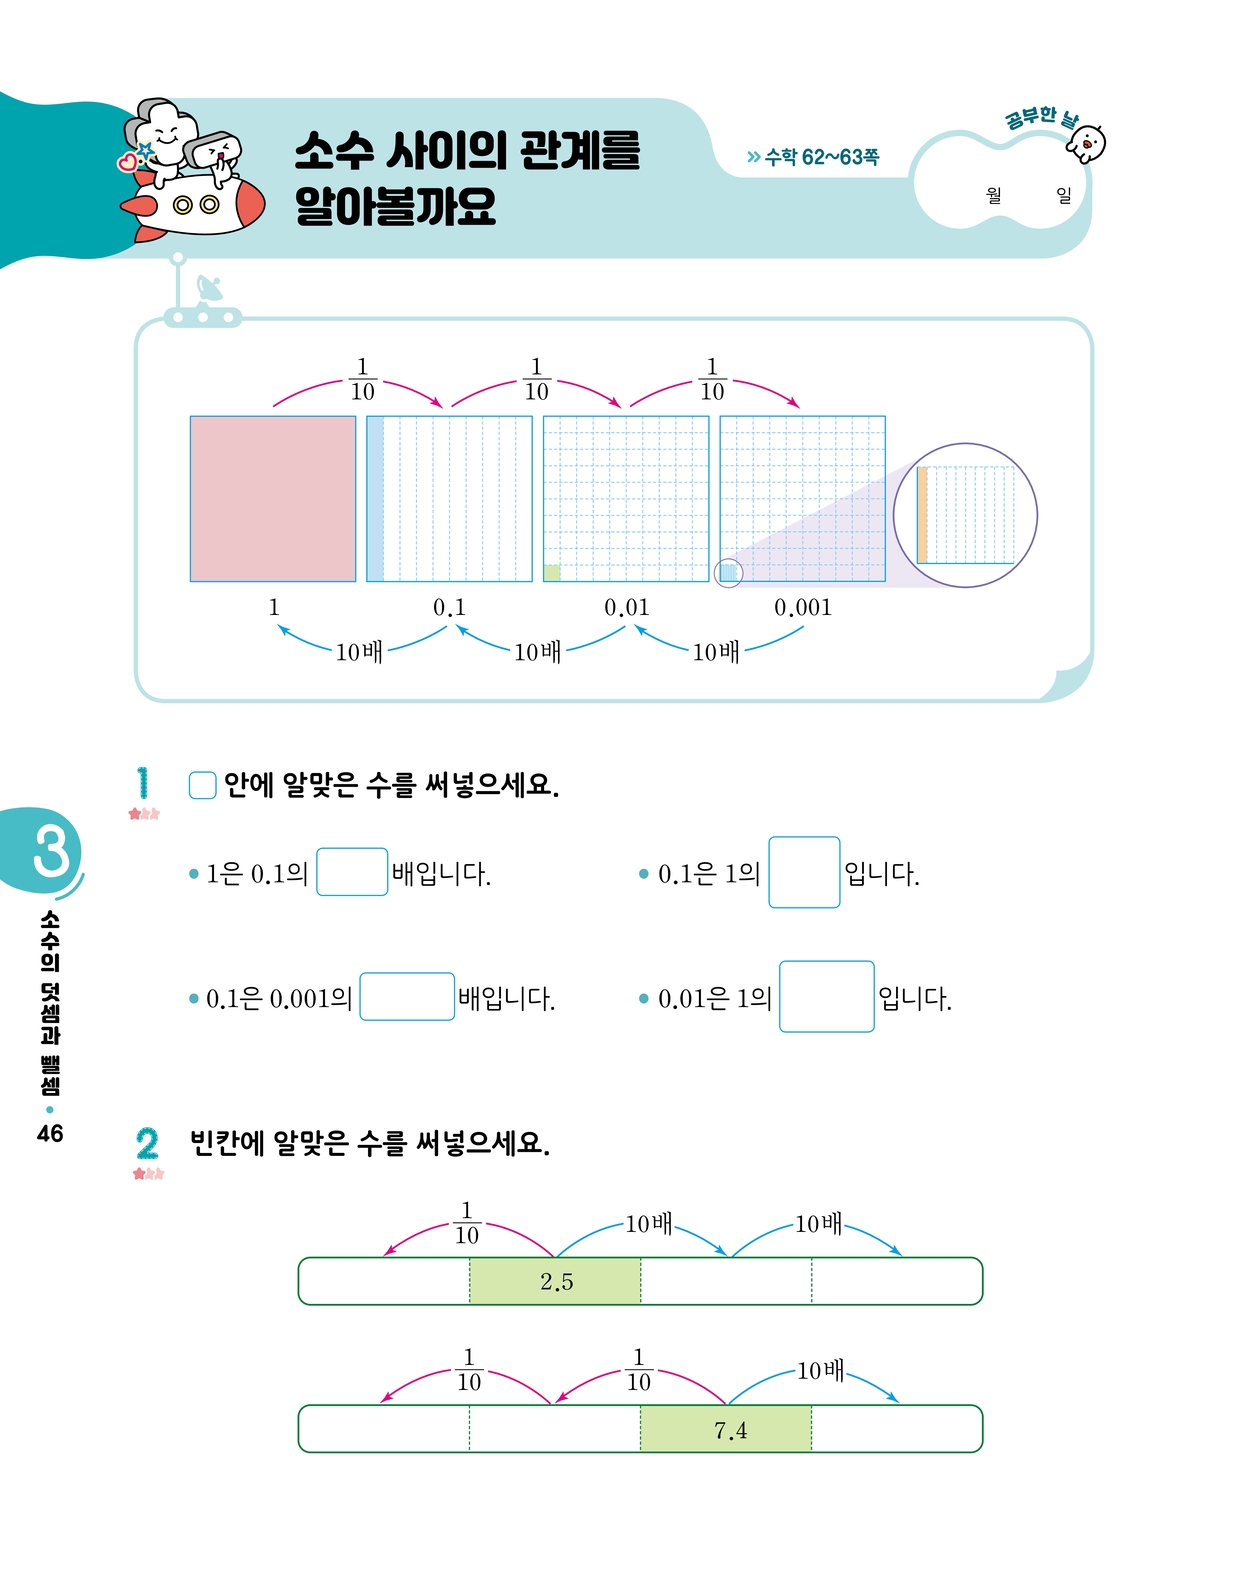 소수 사이의 관계를
알아볼까요
» 수학 62~63쪽
공부한 날
월 일
1/10 1/10 1/10
1 0.1 0.01 0.001
10배 10배 10배
1 □ 안에 알맞은 수를 써넣으세요.
• 1은 0.1의 □ 배입니다.
• 0.1은 1의 □ 입니다.
• 0.1은 0.001의 □ 배입니다.
• 0.01은 1의 □ 입니다.
2 빈칸에 알맞은 수를 써넣으세요.
1/10 10배 10배
2.5
1/10 1/10 10배
7.4
3
소수의 덧셈과 뺄셈
•
46